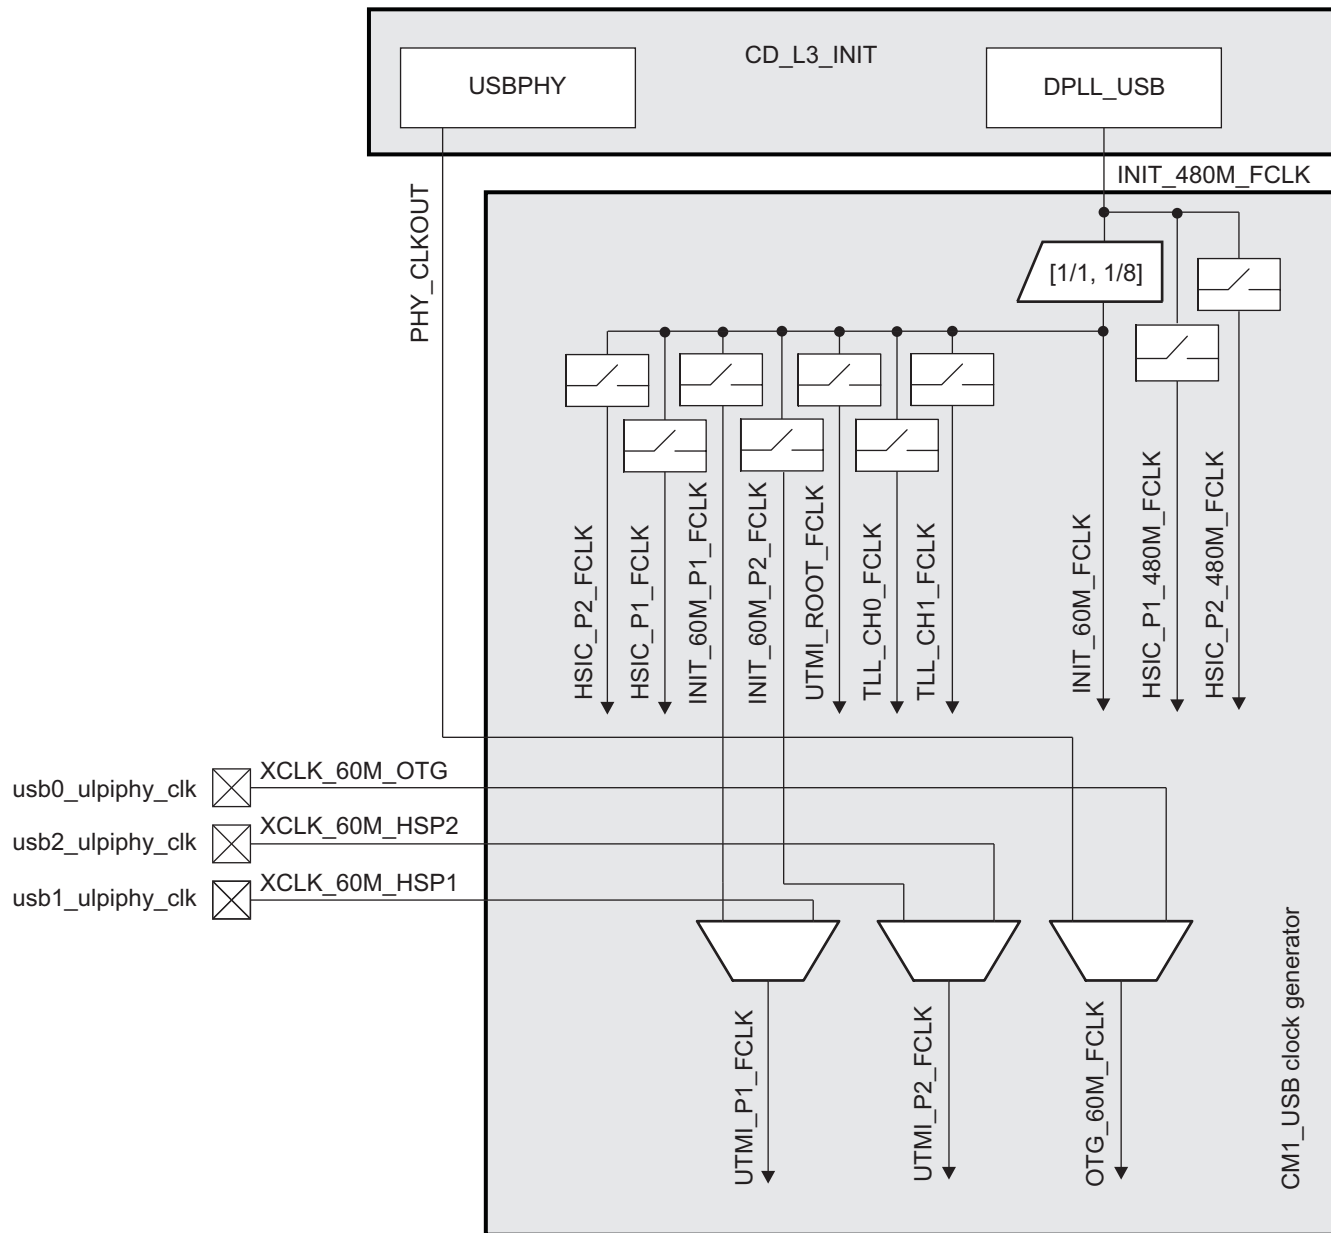 CD_L3_INIT
USBPHY
DPLL_USB
INIT_480M_FCLK
PHY_CLKOUT
[1/1, 1/8]
HSIC_P2_FCLK
HSIC_P1_FCLK
INIT_60M_P1_FCLK
INIT_60M_P2_FCLK
UTMI_ROOT_FCLK
TLL_CH0_FCLK
TLL_CH1_FCLK
INIT_60M_FCLK
HSIC_P1_480M_FCLK
HSIC_P2_480M_FCLK
usb0_ulpiphy_clk
XCLK_60M_OTG
usb2_ulpiphy_clk
XCLK_60M_HSP2
usb1_ulpiphy_clk
XCLK_60M_HSP1
UTMI_P1_FCLK
UTMI_P2_FCLK
OTG_60M_FCLK
CM1_USB clock generator